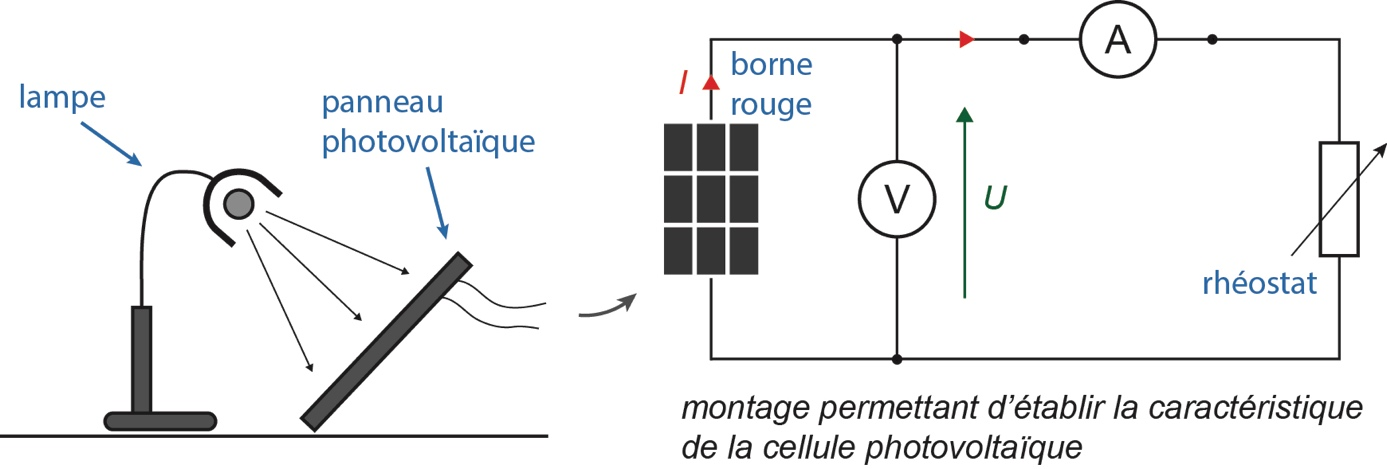 lampe
panneau
photovoltaïque
I
borne
rouge
A
V
U
rhéostat
montage permettant d’établir la caractéristique
de la cellule photovoltaïque